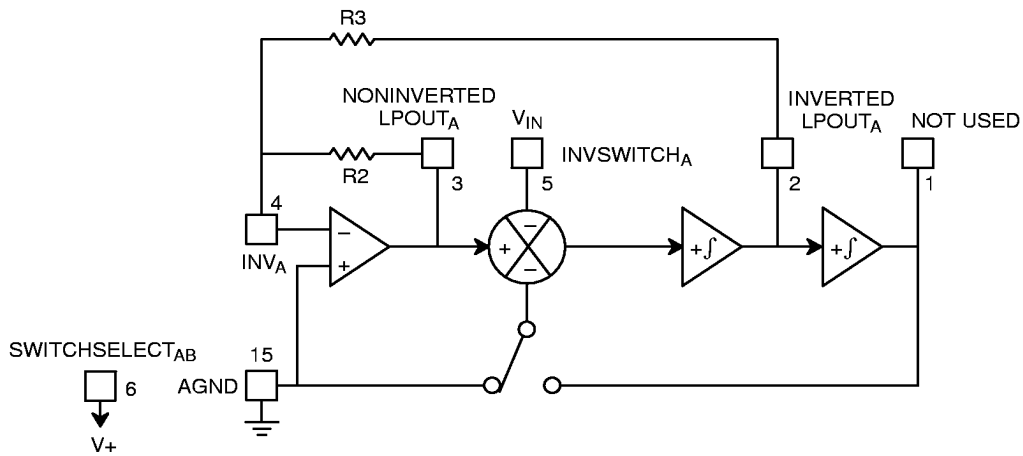 R3
NONINVERTED
LPOUTA
VIN
INVERTED
LPOUTA
NOT USED
R2
3
INVSWITCHA
5
2
1
4
−
+
INVA
+
−
−
+∫
+∫
SWITCHSELECTAB
6
V+
15
AGND